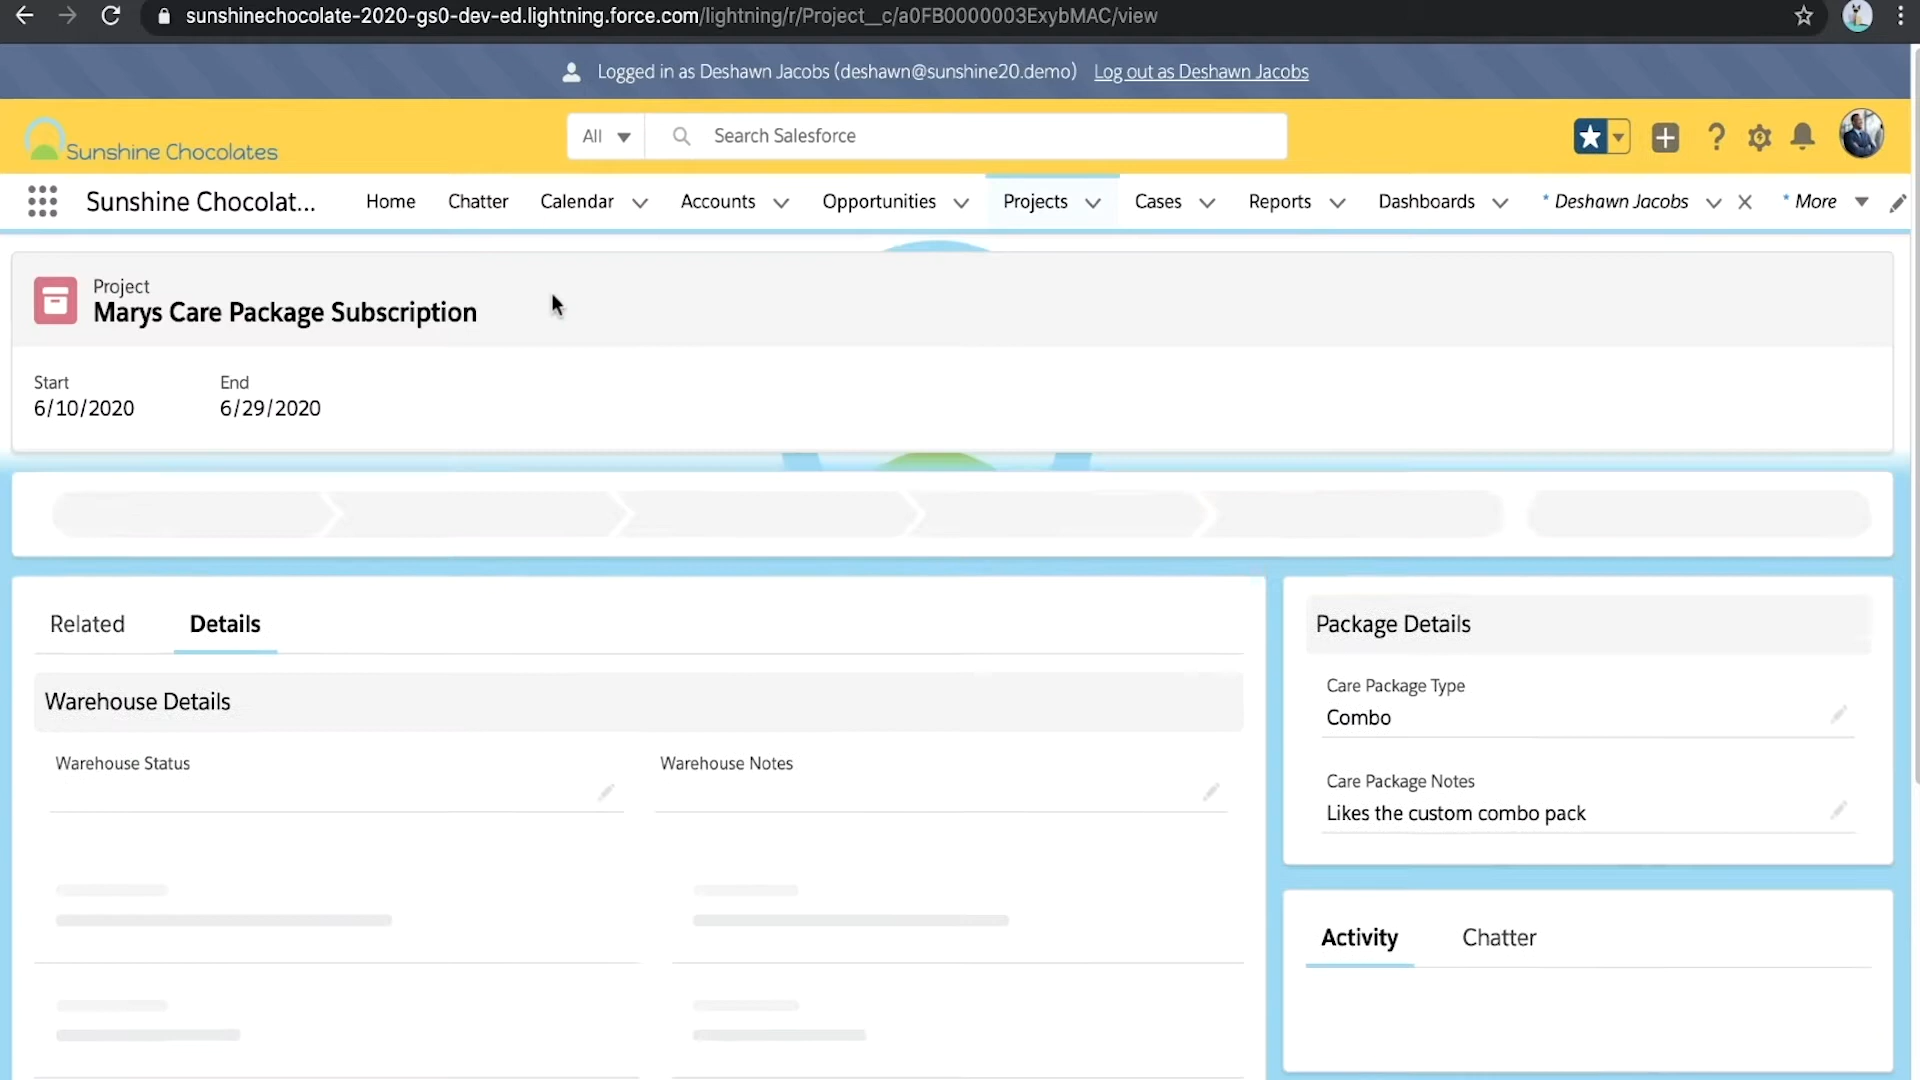 sunshinechocolate-2020-gs0-dev-ed.lightning.force.com/lightning/r/Project__c/a0FB0000003ExybMAC/view
Logged in as Deshawn Jacobs (deshawn@sunshine20.demo) Log out as Deshawn Jacobs
Sunshine Chocolates
All Search Salesforce
Sunshine Chocolat... Home Chatter Calendar Accounts Opportunities Projects Cases Reports Dashboards * Deshawn Jacobs * More
Project
Marys Care Package Subscription
Start End
6/10/2020 6/29/2020
Related Details
Warehouse Details
Warehouse Status Warehouse Notes
Package Details
Care Package Type
Combo
Care Package Notes
Likes the custom combo pack
Activity Chatter